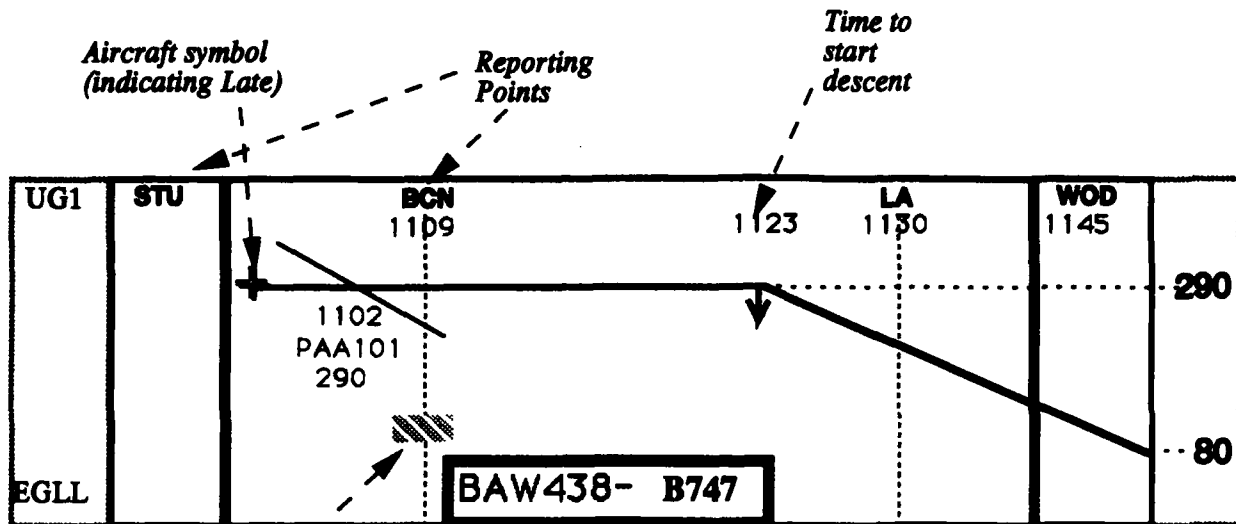 Aircraft symbol
(indicating Late)
Reporting
Points
Time to
start
descent
UG1
STU
BCN
1109
1123
LA
1130
WOD
1145
290
1102
PAA101
290
80
EGLL
BAW438- B747